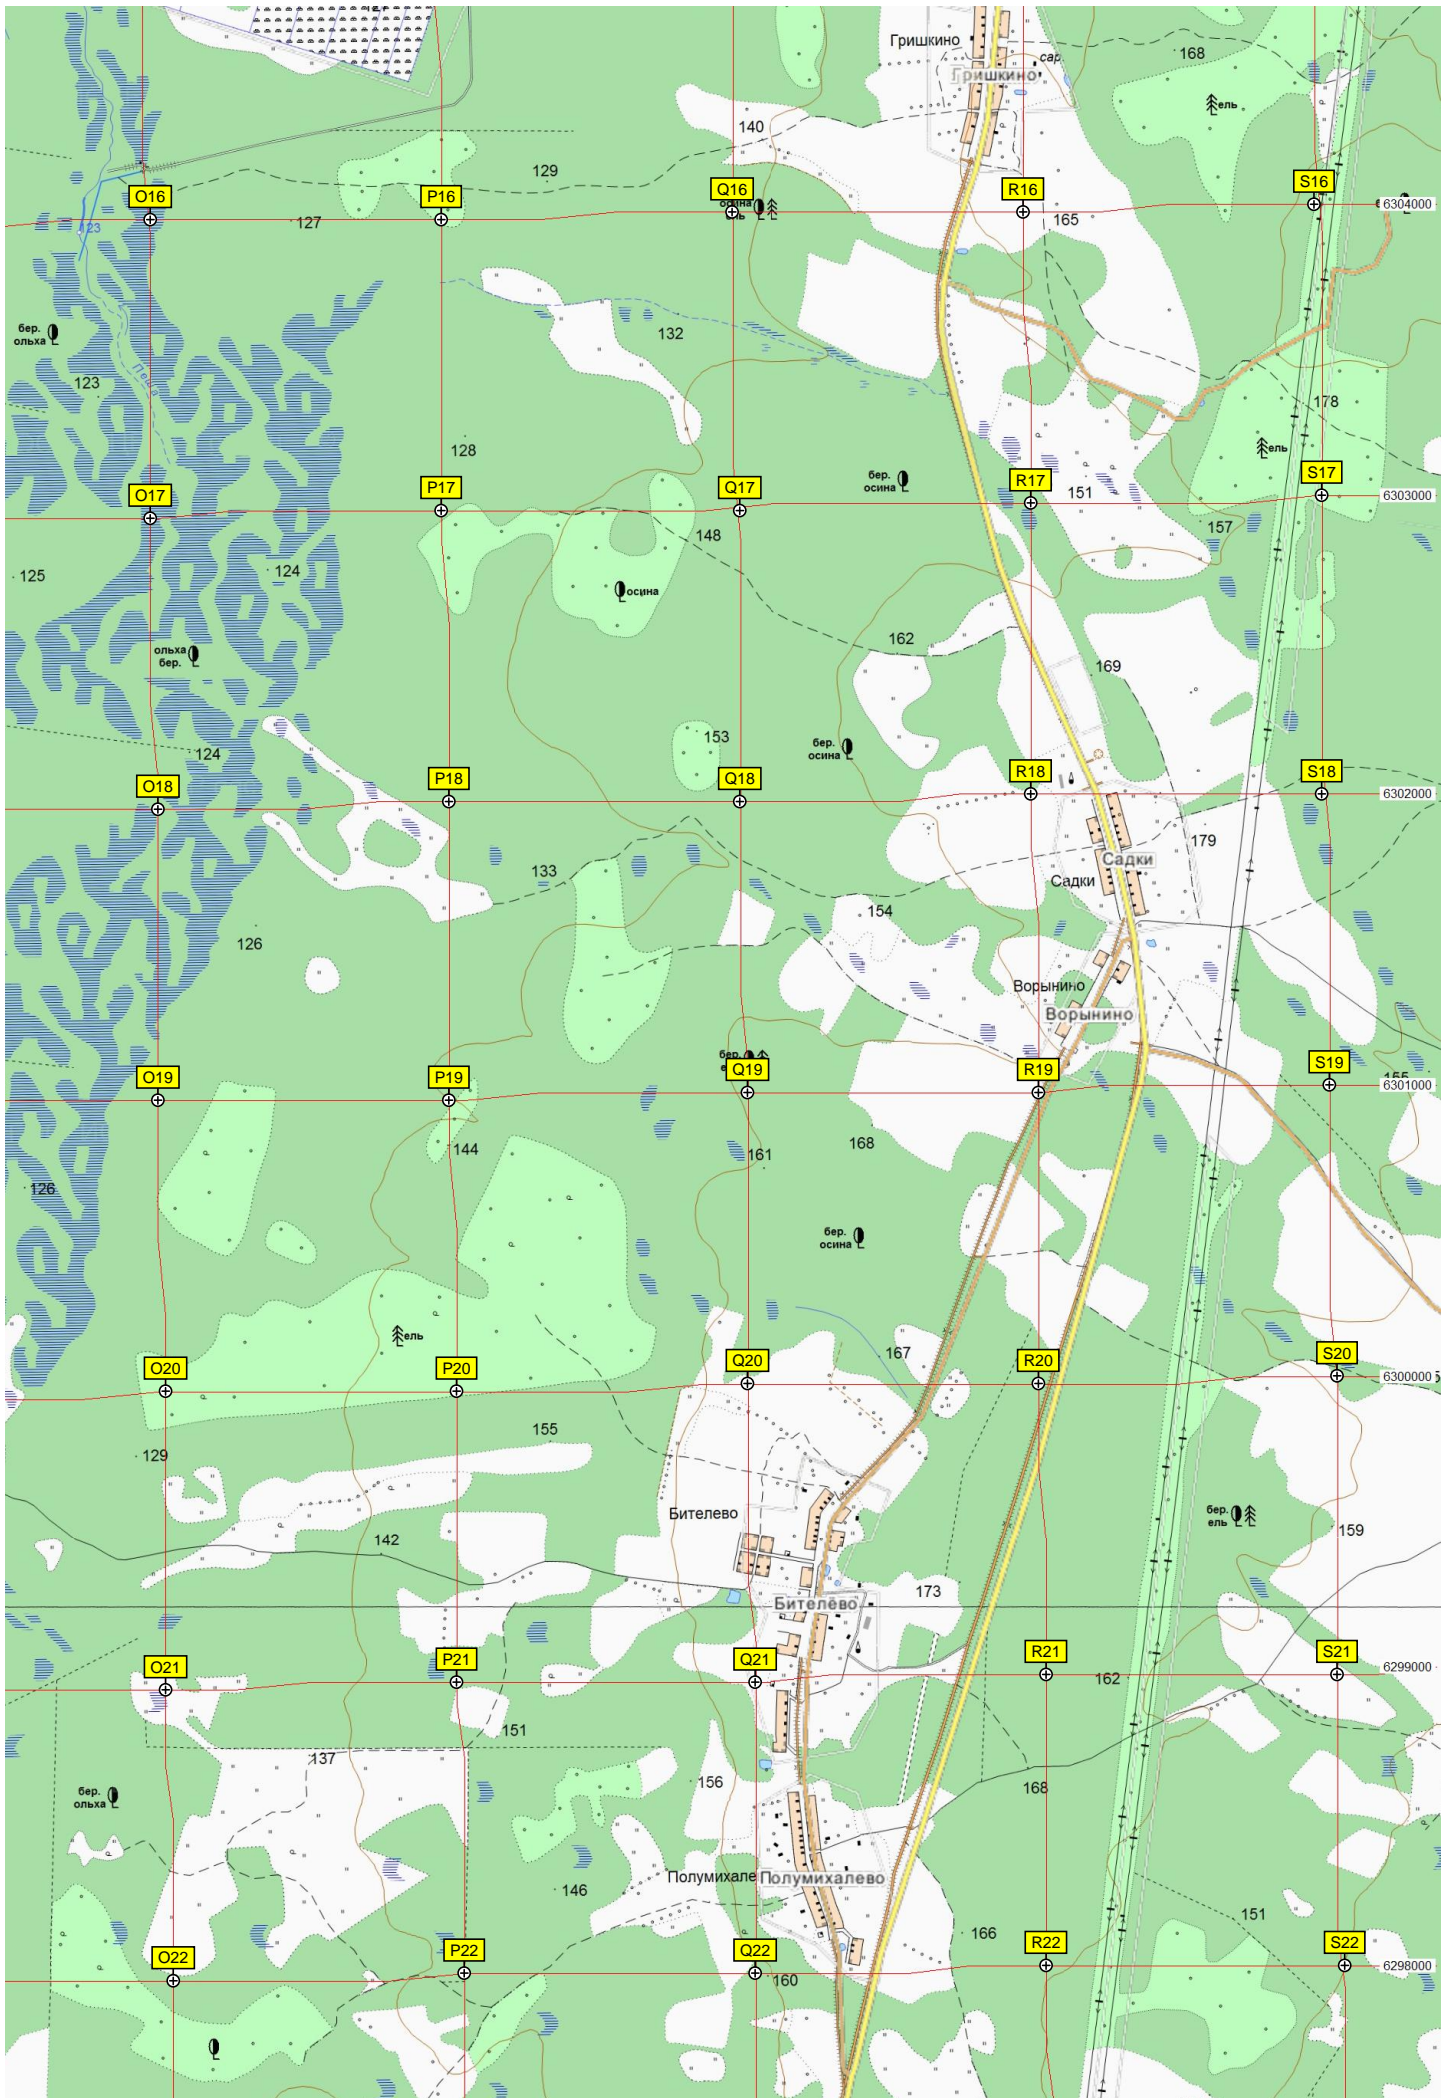 Гришкино
Гришкино
сар.
168
ель
140
129
O16
P16
Q16
осина
R16
S16
6304000
127
123
165
бер.
ольха
132
123
178
ель
128
O17
P17
Q17
бер.
осина
R17
151
S17
6303000
148
157
125
124
осина
ольха
бер.
162
169
124
153
бер.
осина
O18
P18
Q18
R18
S18
6302000
179
Садки
Садки
133
154
126
Ворынино
Ворынино
бер.
O19
P19
Q19
R19
S19
6301000
144
168
161
126
бер.
осина
ель
O20
P20
Q20
167
R20
S20
6300000
155
129
Бителево
бер.
ель
159
142
173
Бителёво
O21
P21
Q21
R21
S21
6299000
162
151
137
156
168
бер.
ольха
Полумихале
Полумихалево
146
151
166
O22
P22
Q22
R22
S22
6298000
160